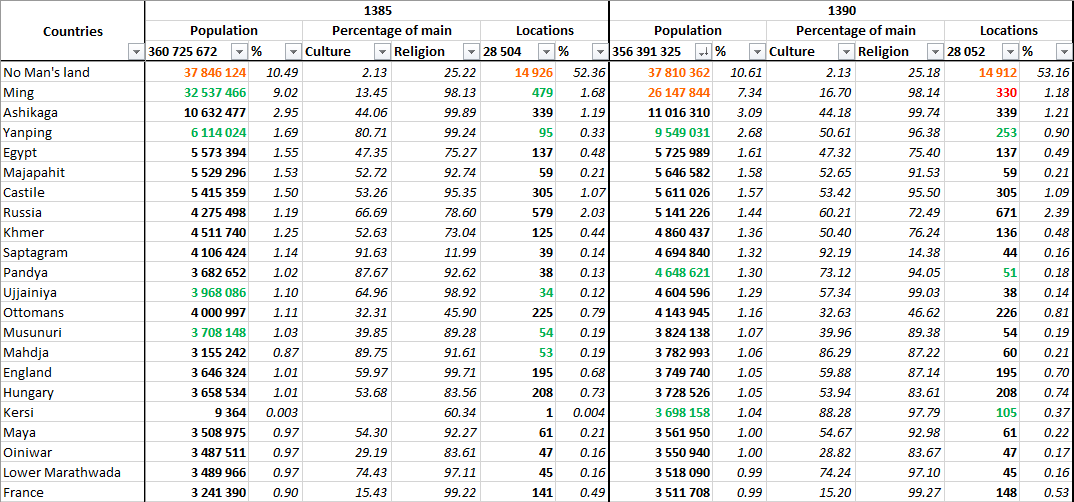 1385 1390
Countries Population Percentage of main Locations Population Percentage of main Locations
360 725 672 % Culture Religion 28 504 % 356 391 325 % Culture Religion 28 052 %
No Man's land 37 846 124 10.49 2.13 25.22 14 926 52.36 37 810 362 10.61 2.13 25.18 14 912 53.16
Ming 32 537 466 9.02 13.45 98.13 479 1.68 26 147 844 7.34 16.70 98.14 330 1.18
Ashikaga 10 632 477 2.95 44.06 99.89 339 1.19 11 016 310 3.09 44.18 99.74 339 1.21
Yanping 6 114 024 1.69 80.71 99.24 95 0.33 9 549 031 2.68 50.61 96.38 253 0.90
Egypt 5 573 394 1.55 47.35 75.27 137 0.48 5 725 989 1.61 47.32 75.40 137 0.49
Majapahit 5 529 296 1.53 52.72 92.74 59 0.21 5 646 582 1.58 52.65 91.53 59 0.21
Castile 5 415 359 1.50 53.26 95.35 305 1.07 5 611 026 1.57 53.42 95.50 305 1.09
Russia 4 275 498 1.19 66.69 78.60 579 2.03 5 141 226 1.44 60.21 72.49 671 2.39
Khmer 4 511 740 1.25 52.63 73.04 125 0.44 4 860 437 1.36 50.40 76.24 136 0.48
Saptagram 4 106 424 1.14 91.63 11.99 39 0.14 4 694 840 1.32 92.19 14.38 44 0.16
Pandya 3 682 652 1.02 87.67 92.62 38 0.13 4 648 621 1.30 73.12 94.05 51 0.18
Ujjainiya 3 968 086 1.10 64.96 98.92 34 0.12 4 604 596 1.29 57.34 99.03 38 0.14
Ottomans 4 000 997 1.11 32.31 45.90 225 0.79 4 143 945 1.16 32.63 46.62 226 0.81
Musunuri 3 708 148 1.03 39.85 89.28 54 0.19 3 824 138 1.07 39.96 89.38 54 0.19
Mahdja 3 155 242 0.87 89.75 91.61 53 0.19 3 782 993 1.06 86.29 87.22 60 0.21
England 3 646 324 1.01 59.97 99.71 195 0.68 3 749 740 1.05 59.88 87.14 195 0.70
Hungary 3 658 534 1.01 53.68 83.56 208 0.73 3 728 526 1.05 53.94 83.61 208 0.74
Kersi 9 364 0.003 60.34 1 0.004 3 698 158 1.04 88.28 97.79 105 0.37
Maya 3 508 975 0.97 54.30 92.27 61 0.21 3 561 950 1.00 54.67 92.98 61 0.22
Oiniwar 3 487 511 0.97 29.19 83.61 47 0.16 3 550 940 1.00 28.82 83.67 47 0.17
Lower Marathwada 3 489 966 0.97 74.43 97.11 45 0.16 3 518 090 0.99 74.24 97.10 45 0.16
France 3 241 390 0.90 15.43 99.22 141 0.49 3 511 708 0.99 15.20 99.27 148 0.53